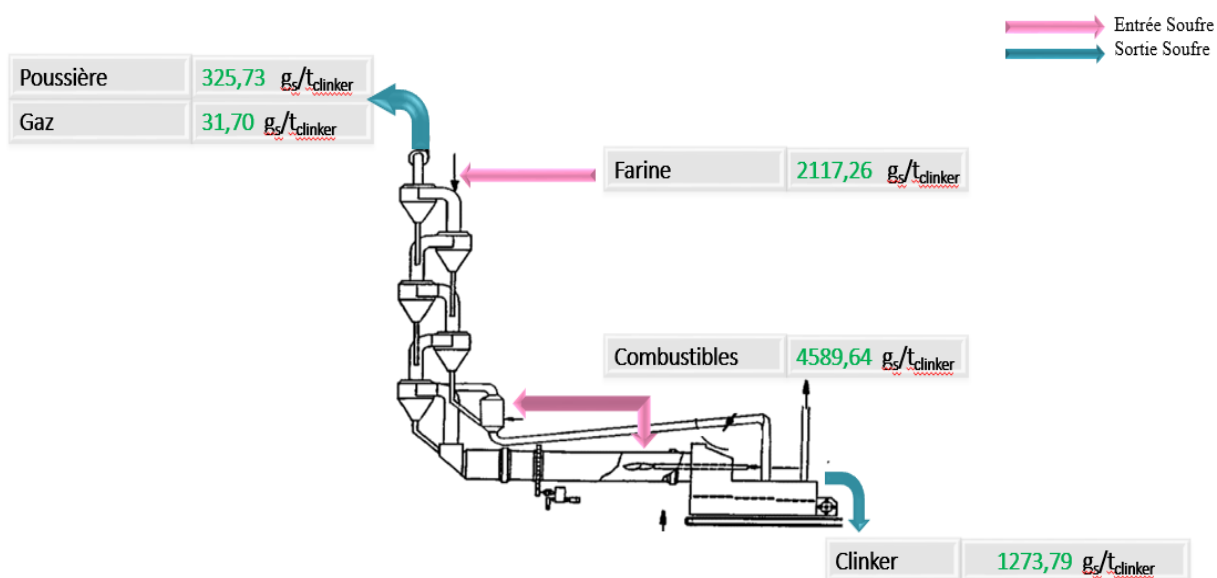 Entrée Soufre
Sortie Soufre
Poussière 325,73 gs/tclinker
Gaz 31,70 gs/tclinker
Farine 2117,26 gs/tclinker
Combustibles 4589,64 gs/tclinker
Clinker 1273,79 gs/tclinker